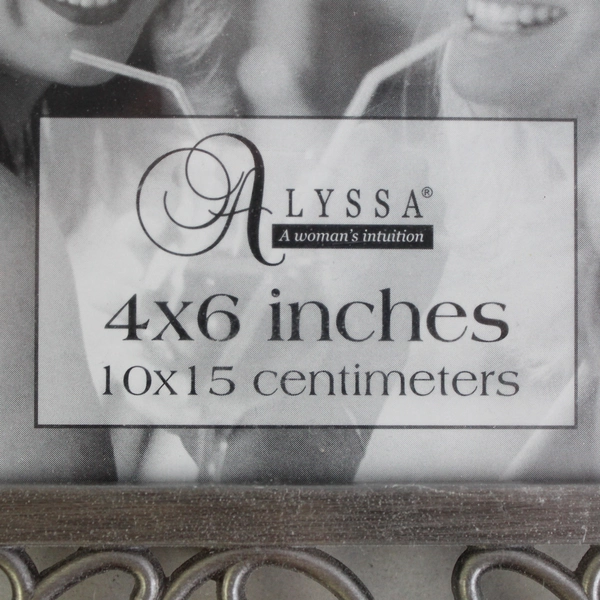 ALYSSA®
A woman's intuition
4x6 inches
10x15 centimeters